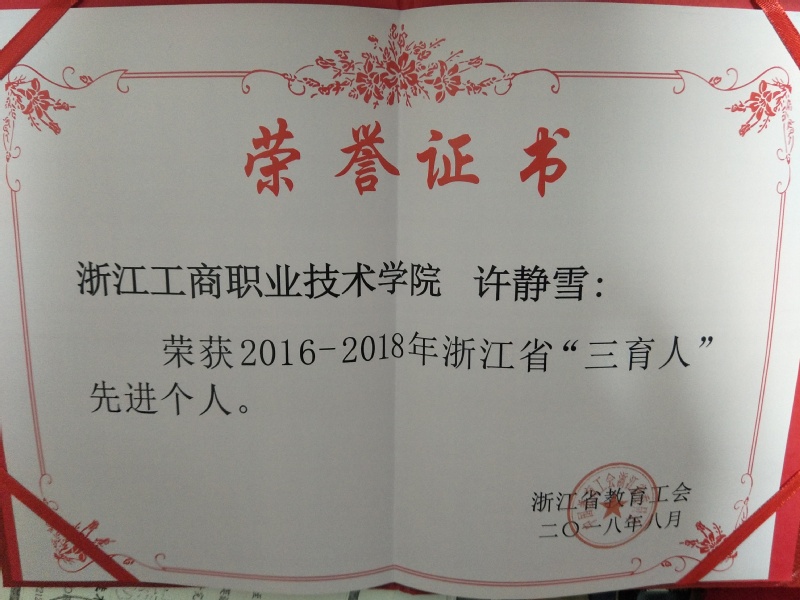 荣誉证书
浙江工商职业技术学院 许静雪：
荣获2016-2018年浙江省“三育人”
先进个人。
浙江省教育工会
二〇一八年八月